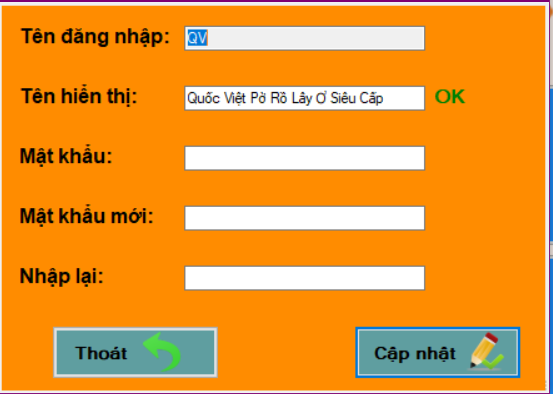 Tên đăng nhập: QV
Tên hiển thị: Quốc Việt Pờ Rồ Lây Ơ Siêu Cấp OK
Mật khẩu:
Mật khẩu mới:
Nhập lại:
Thoát Cập nhật